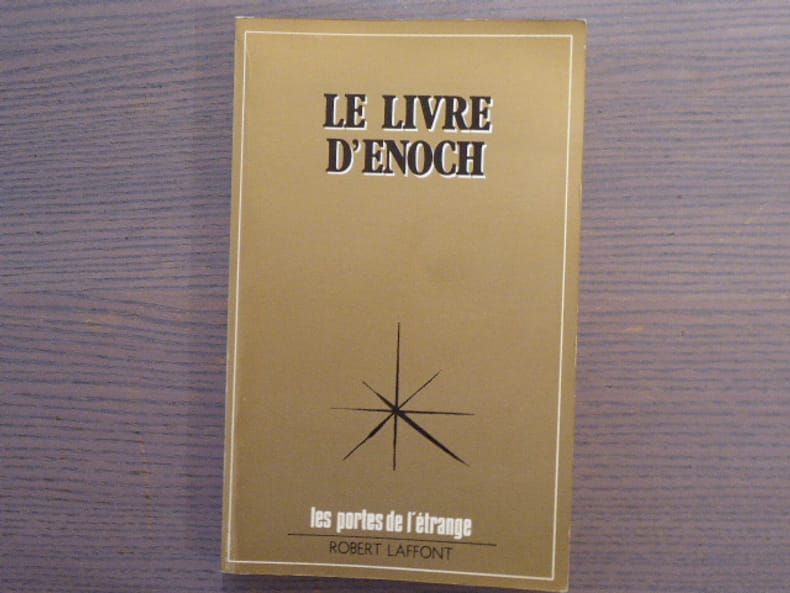 LE LIVRE
D'ENOCH
les portes de l'étrange
ROBERT LAFFONT